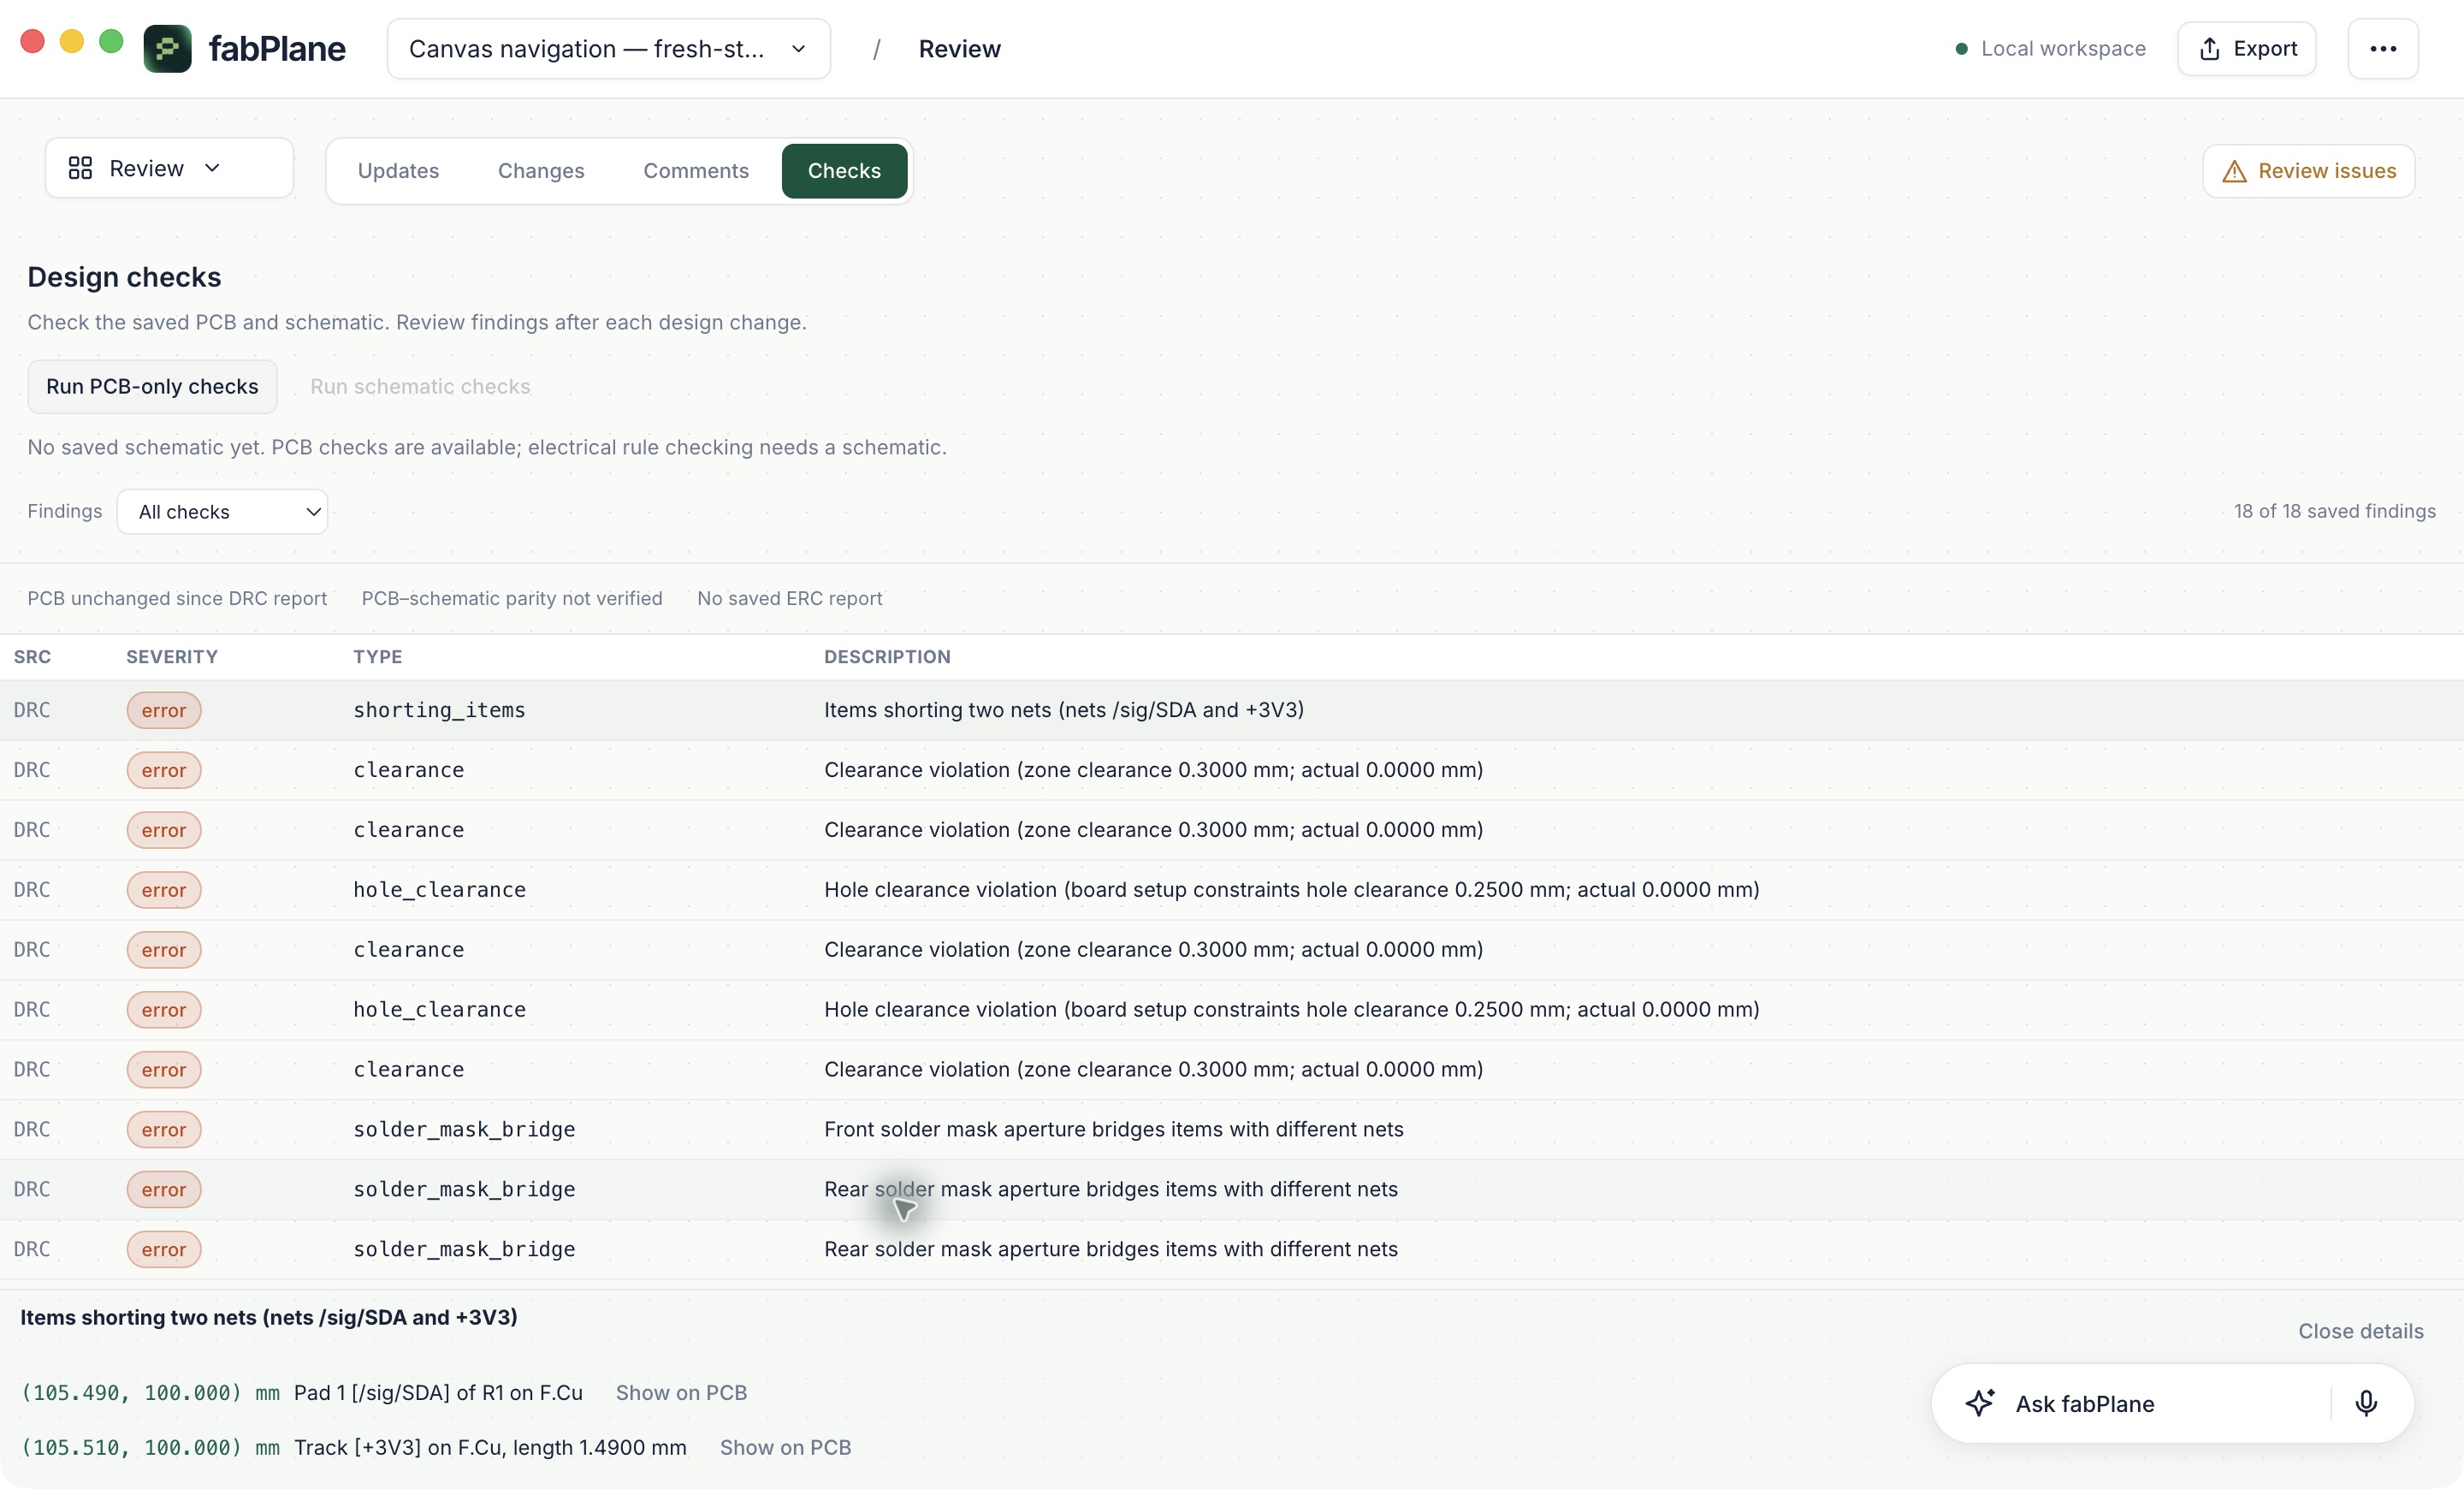 fabPlane Canvas navigation — fresh-st... / Review Local workspace Export
Review Updates Changes Comments Checks Review issues
Design checks
Check the saved PCB and schematic. Review findings after each design change.
Run PCB-only checks Run schematic checks
No saved schematic yet. PCB checks are available; electrical rule checking needs a schematic.
Findings All checks 18 of 18 saved findings
PCB unchanged since DRC report PCB–schematic parity not verified No saved ERC report
SRC SEVERITY TYPE DESCRIPTION
DRC error shorting_items Items shorting two nets (nets /sig/SDA and +3V3)
DRC error clearance Clearance violation (zone clearance 0.3000 mm; actual 0.0000 mm)
DRC error clearance Clearance violation (zone clearance 0.3000 mm; actual 0.0000 mm)
DRC error hole_clearance Hole clearance violation (board setup constraints hole clearance 0.2500 mm; actual 0.0000 mm)
DRC error clearance Clearance violation (zone clearance 0.3000 mm; actual 0.0000 mm)
DRC error hole_clearance Hole clearance violation (board setup constraints hole clearance 0.2500 mm; actual 0.0000 mm)
DRC error clearance Clearance violation (zone clearance 0.3000 mm; actual 0.0000 mm)
DRC error solder_mask_bridge Front solder mask aperture bridges items with different nets
DRC error solder_mask_bridge Rear solder mask aperture bridges items with different nets
DRC error solder_mask_bridge Rear solder mask aperture bridges items with different nets
Items shorting two nets (nets /sig/SDA and +3V3)
Close details
(105.490, 100.000) mm Pad 1 [/sig/SDA] of R1 on F.Cu Show on PCB
Ask fabPlane
(105.510, 100.000) mm Track [+3V3] on F.Cu, length 1.4900 mm Show on PCB